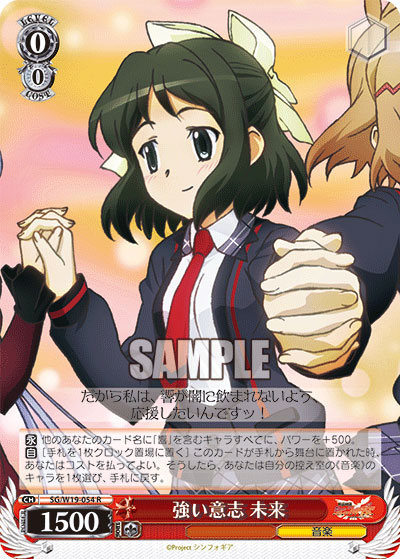 LEVEL
0
0
COST
SAMPLE
だから私は、響が闇に飲まれないよう
応援したいんですッ!
永 他のあなたのカード名に「響」を含むキャラすべてに、パワーを+500。
自 [手札を1枚クロック置場に置く] このカードが手札から舞台に置かれた時、
あなたはコストを払ってよい。そうしたら、あなたは自分の控え室の《音楽》の
キャラを1枚選び、手札に戻す。
CH SG/W19-054 R
1500
強い意志 未来
音楽
©Project シンフォギア